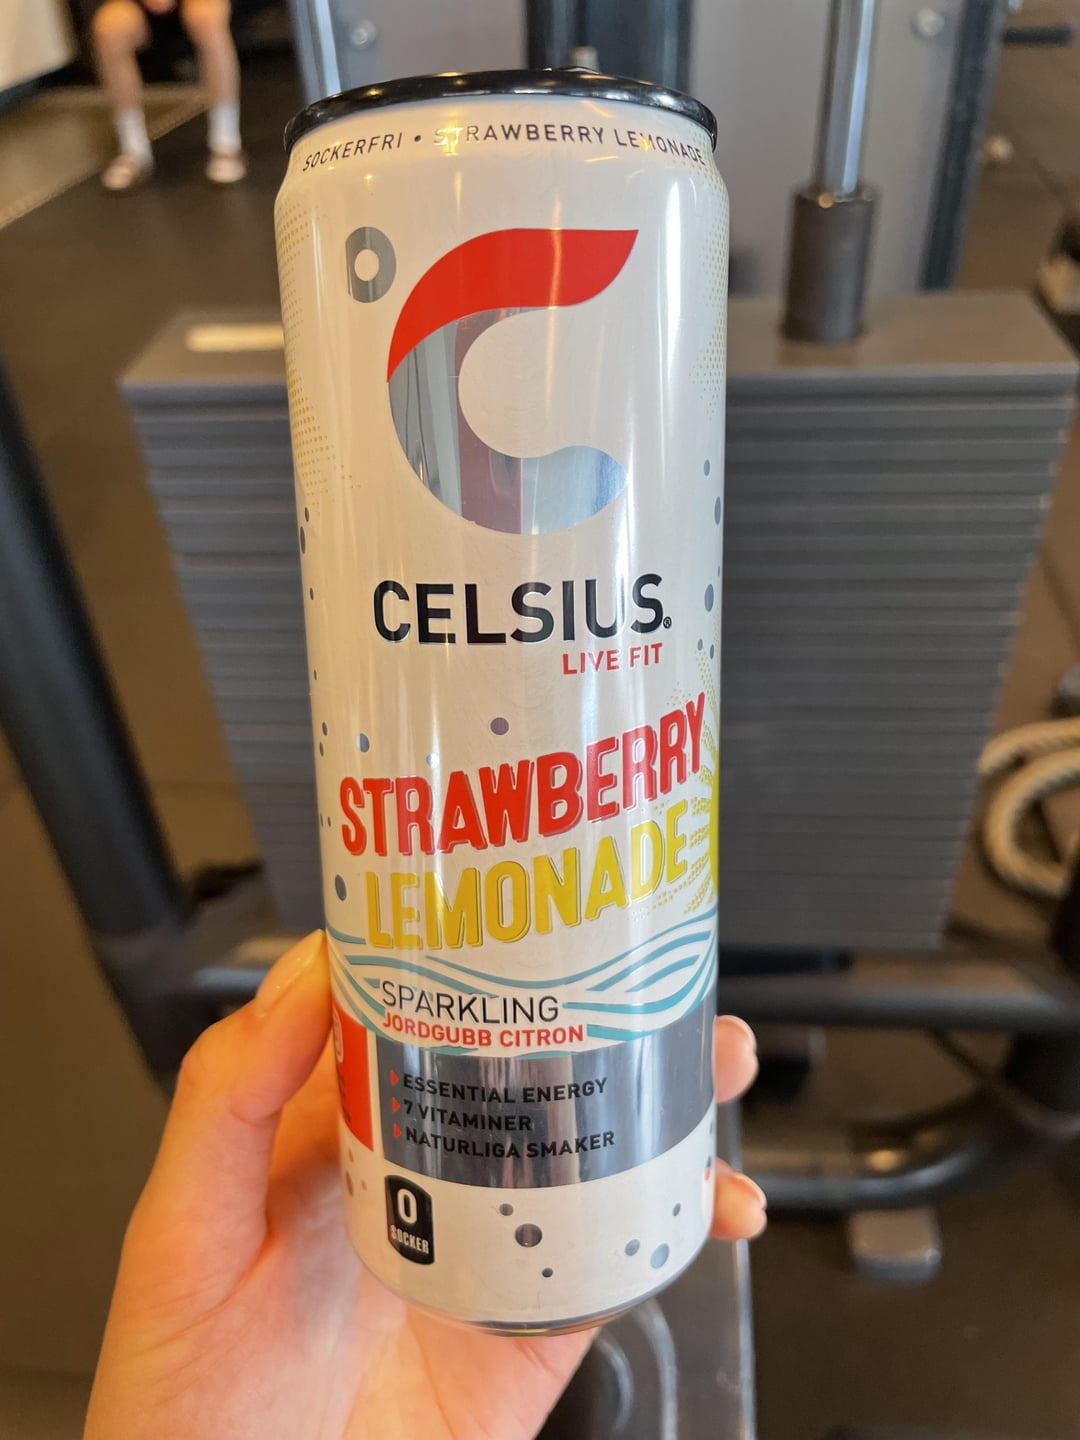 SOCKERFRI • STRAWBERRY LEMONADE
CELSIUS®
LIVE FIT
STRAWBERRY
LEMONADE
SPARKLING
JORDGUBB CITRON
ESSENTIAL ENERGY
7 VITAMINER
NATURLIGA SMAKER
0
SOCKER